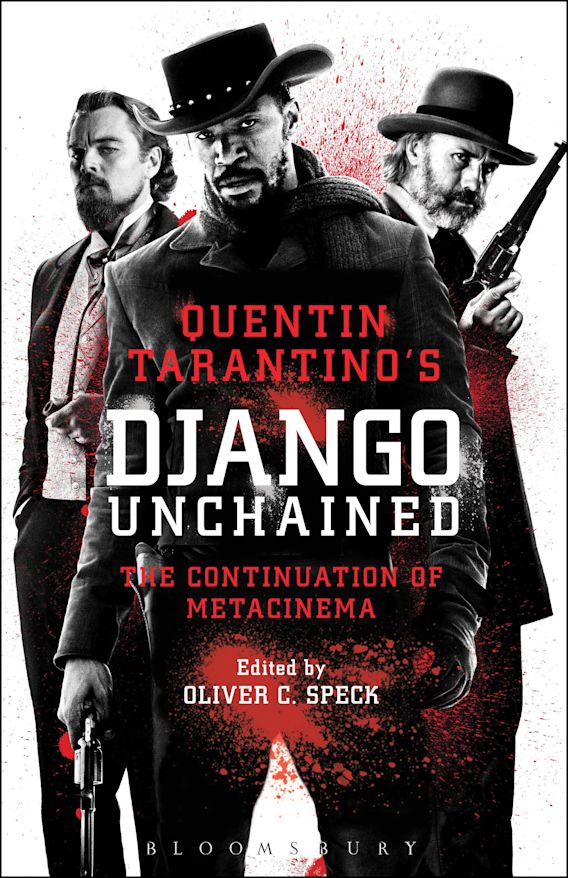 QUENTIN
TARANTINO'S
DJANGO
UNCHAINED
THE CONTINUATION OF
METACINEMA
Edited by
OLIVER C. SPECK
BLOOMSBURY